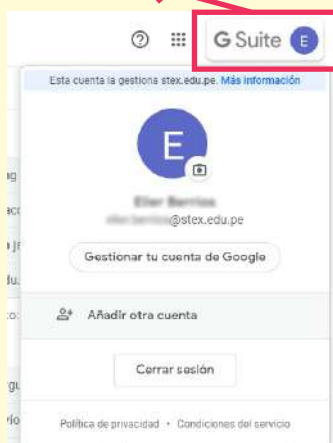 G Suite E
Esta cuenta la gestiona stex.edu.pe. Más información
E
@stex.edu.pe
Gestionar tu cuenta de Google
Añadir otra cuenta
Cerrar sesión
Política de privacidad • Condiciones del servicio